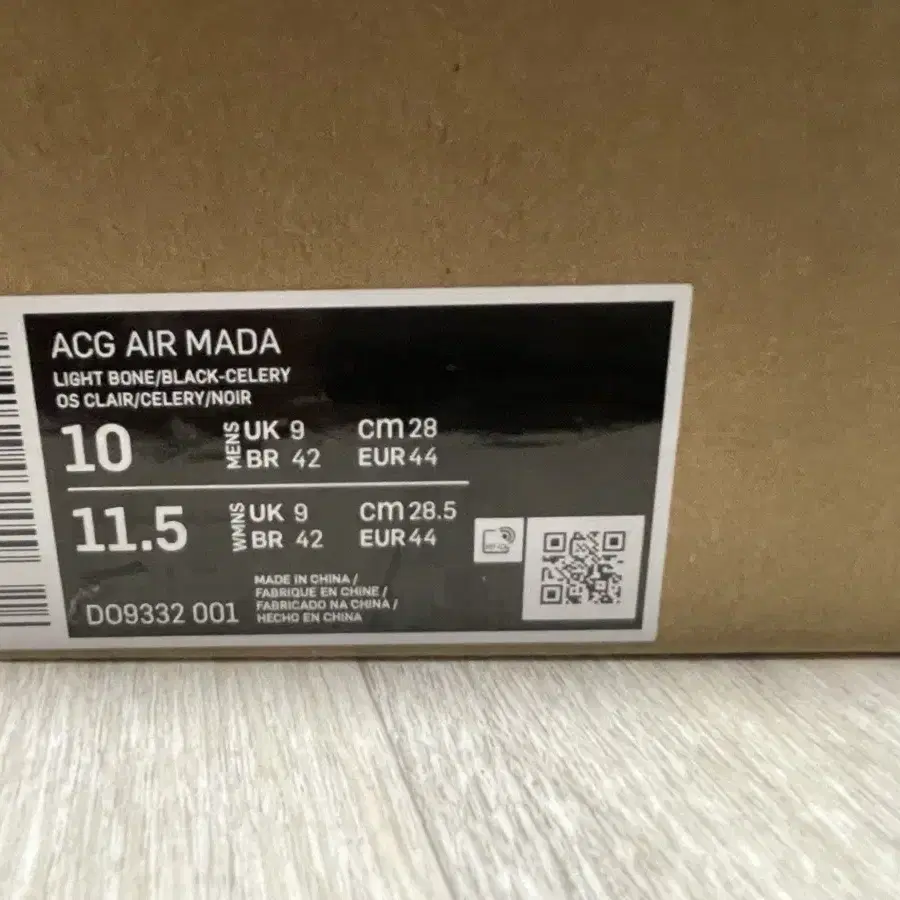 ACG AIR MADA
LIGHT BONE/BLACK-CELERY
OS CLAIR/CELERY/NOIR
10 MENS UK 9 cm 28
BR 42 EUR 44
11.5 WMNS UK 9 cm 28.5
BR 42 EUR 44
MADE IN CHINA /
FABRIQUE EN CHINE /
FABRICADO NA CHINA /
HECHO EN CHINA
DO9332 001